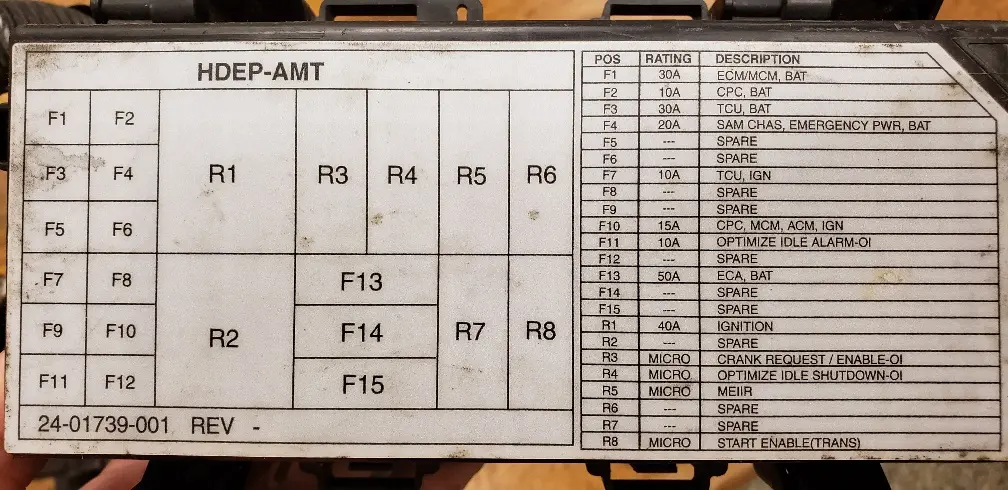 HDEP-AMT
F1 F2
F3 F4 R1 R3 R4 R5 R6
F5 F6
F7 F8 F13
F9 F10 R2 F14 R7 R8
F11 F12 F15
24-01739-001 REV -
POS RATING DESCRIPTION
F1 30A ECM/MCM, BAT
F2 10A CPC, BAT
F3 30A TCU, BAT
F4 20A SAM CHAS, EMERGENCY PWR, BAT
F5 --- SPARE
F6 --- SPARE
F7 10A TCU, IGN
F8 --- SPARE
F9 --- SPARE
F10 15A CPC, MCM, ACM, IGN
F11 10A OPTIMIZE IDLE ALARM-OI
F12 --- SPARE
F13 50A ECA, BAT
F14 --- SPARE
F15 --- SPARE
R1 40A IGNITION
R2 --- SPARE
R3 MICRO CRANK REQUEST / ENABLE-OI
R4 MICRO OPTIMIZE IDLE SHUTDOWN-OI
R5 MICRO MEIIR
R6 --- SPARE
R7 --- SPARE
R8 MICRO START ENABLE(TRANS)